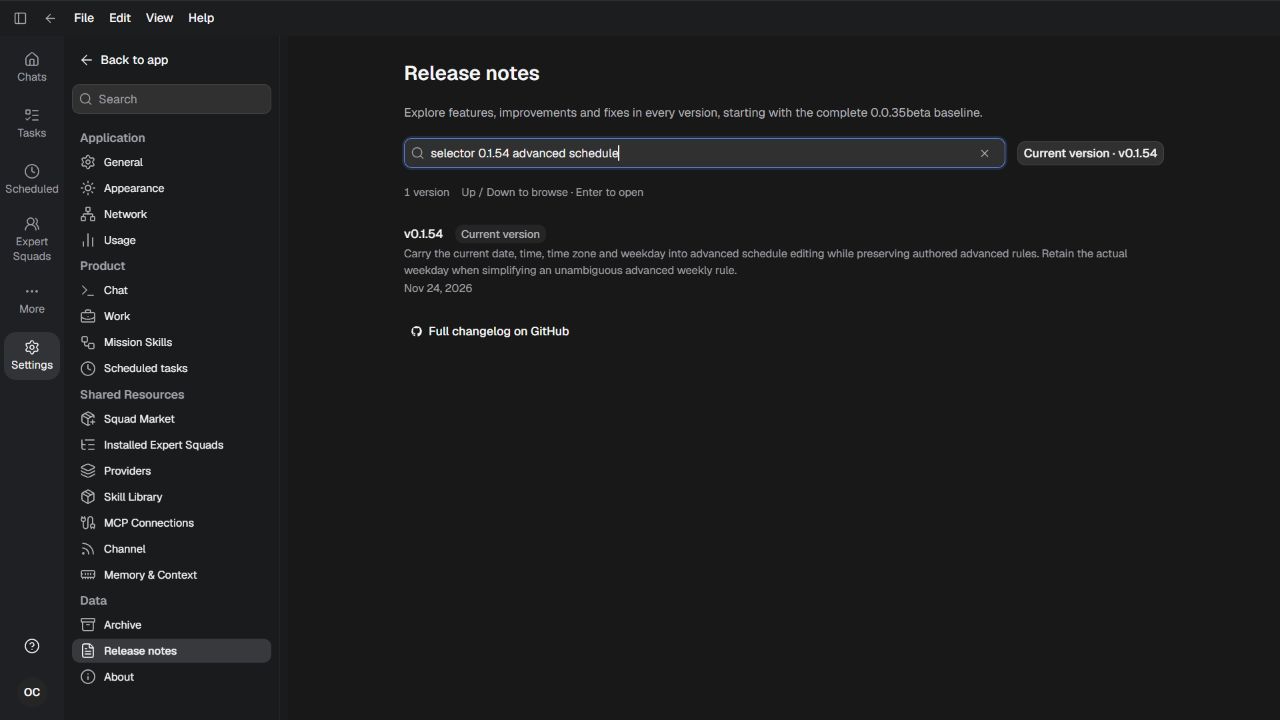 File Edit View Help
Chats
Tasks
Scheduled
Expert
Squads
More
Settings
OC
Back to app
Search
Application
General
Appearance
Network
Usage
Product
Chat
Work
Mission Skills
Scheduled tasks
Shared Resources
Squad Market
Installed Expert Squads
Providers
Skill Library
MCP Connections
Channel
Memory & Context
Data
Archive
Release notes
About
Release notes
Explore features, improvements and fixes in every version, starting with the complete 0.0.35beta baseline.
selector 0.1.54 advanced schedule
Current version · v0.1.54
1 version Up / Down to browse · Enter to open
v0.1.54 Current version
Carry the current date, time, time zone and weekday into advanced schedule editing while preserving authored advanced rules. Retain the actual
weekday when simplifying an unambiguous advanced weekly rule.
Nov 24, 2026
Full changelog on GitHub